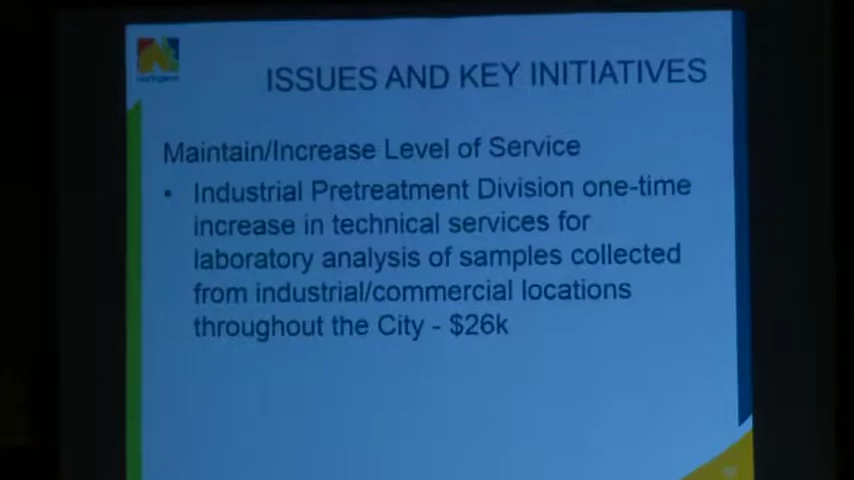 ISSUES AND KEY INITIATIVES
Maintain/Increase Level of Service
• Industrial Pretreatment Division one-time
increase in technical services for
laboratory analysis of samples collected
from industrial/commercial locations
throughout the City - $26k